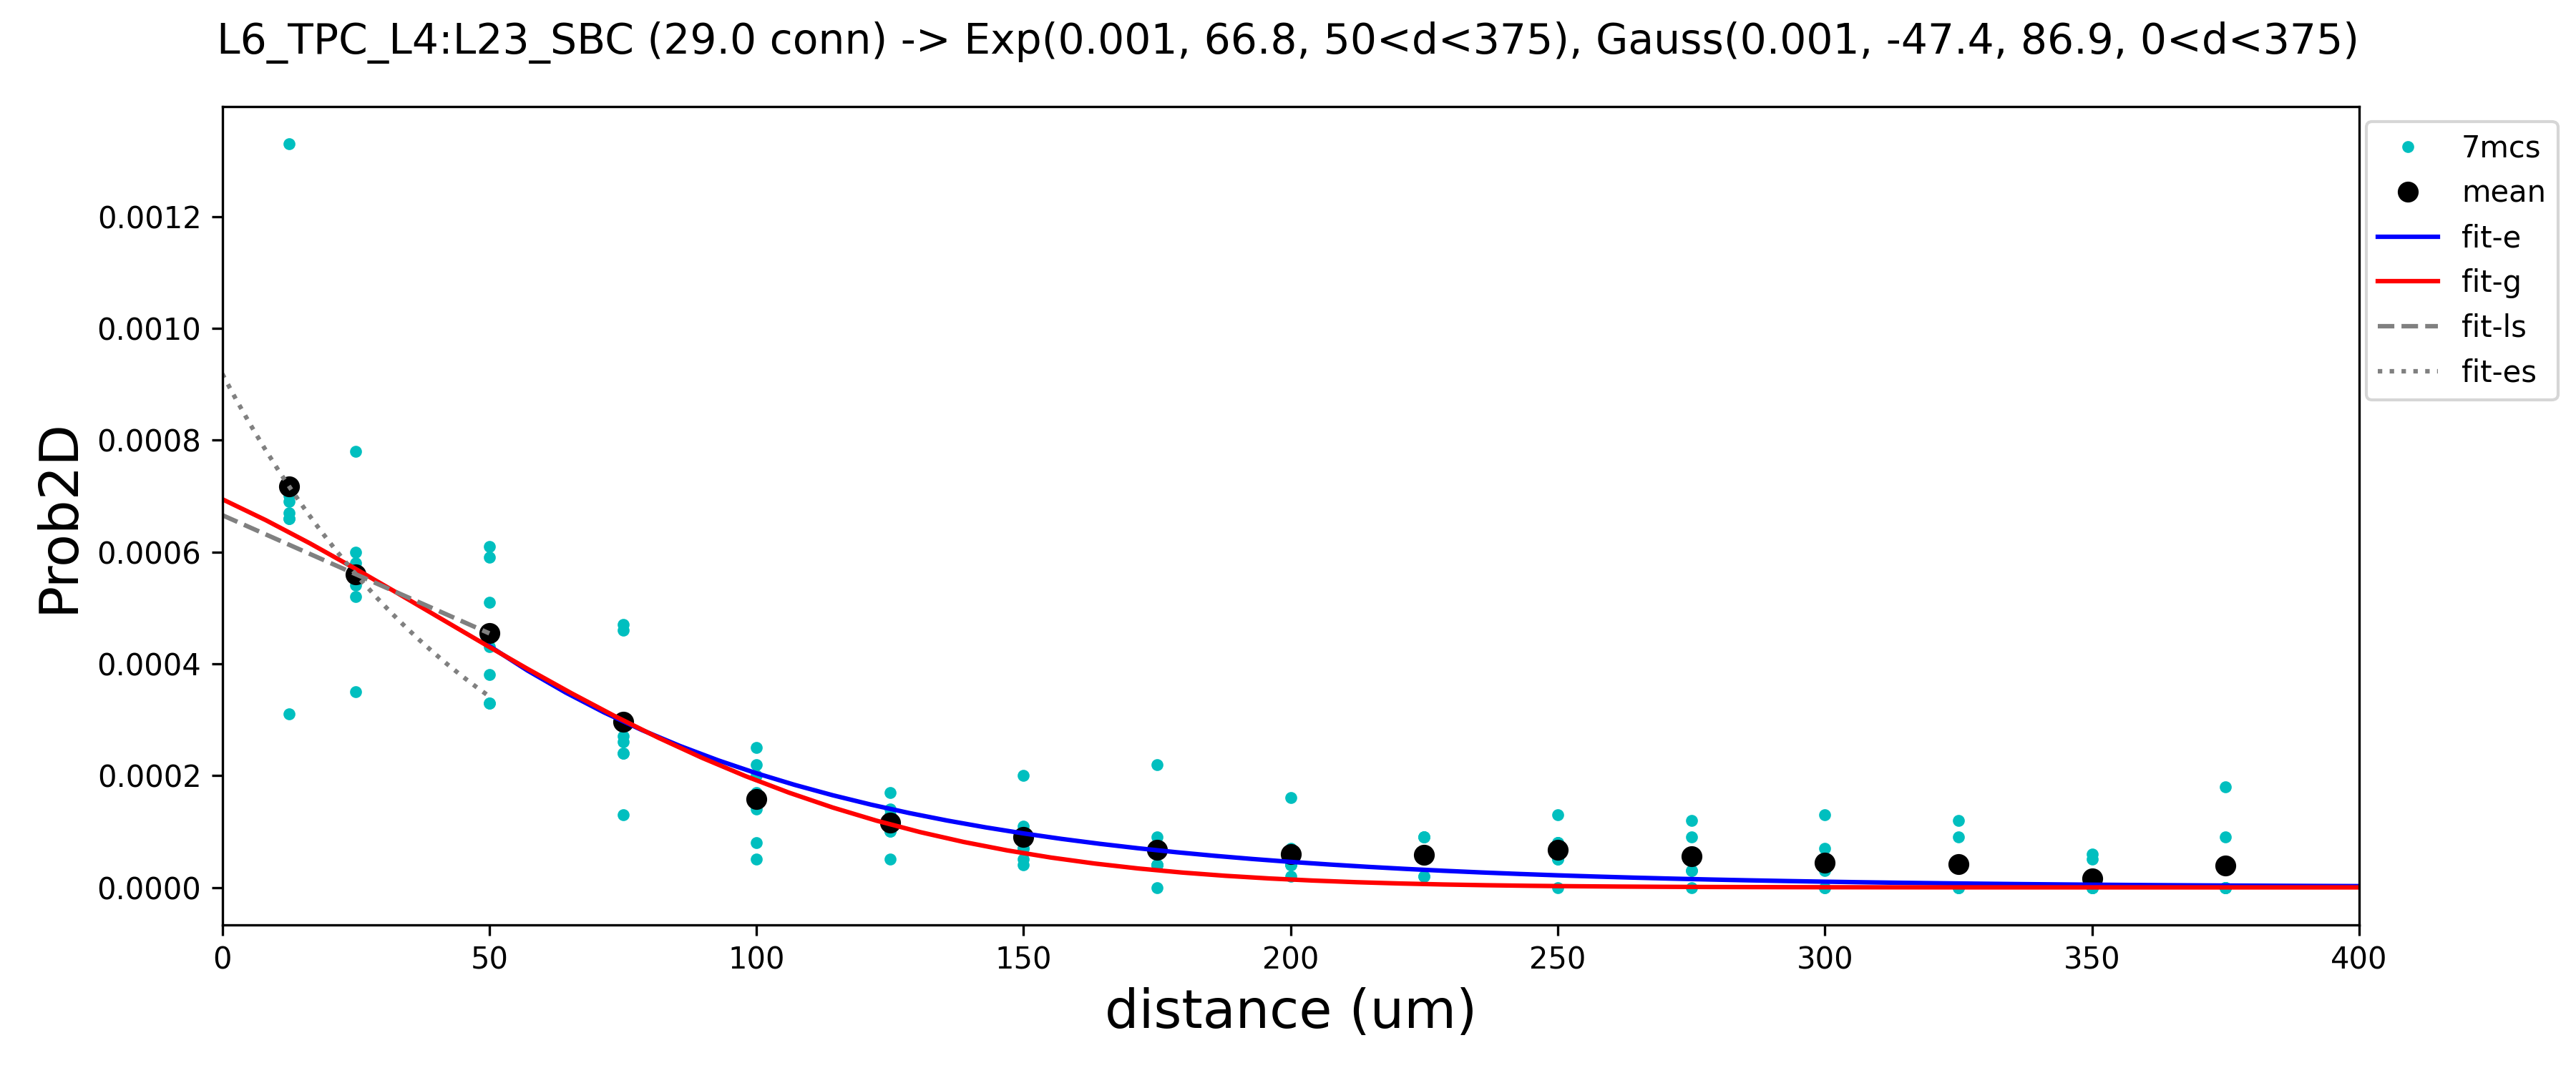 L6_TPC_L4:L23_SBC (29.0 conn) -> Exp(0.001, 66.8, 50<d<375), Gauss(0.001, -47.4, 86.9, 0<d<375)
7mcs
mean
fit-e
fit-g
fit-ls
fit-es
Prob2D
0.0012
0.0010
0.0008
0.0006
0.0004
0.0002
0.0000
0 50 100 150 200 250 300 350 400
distance (um)